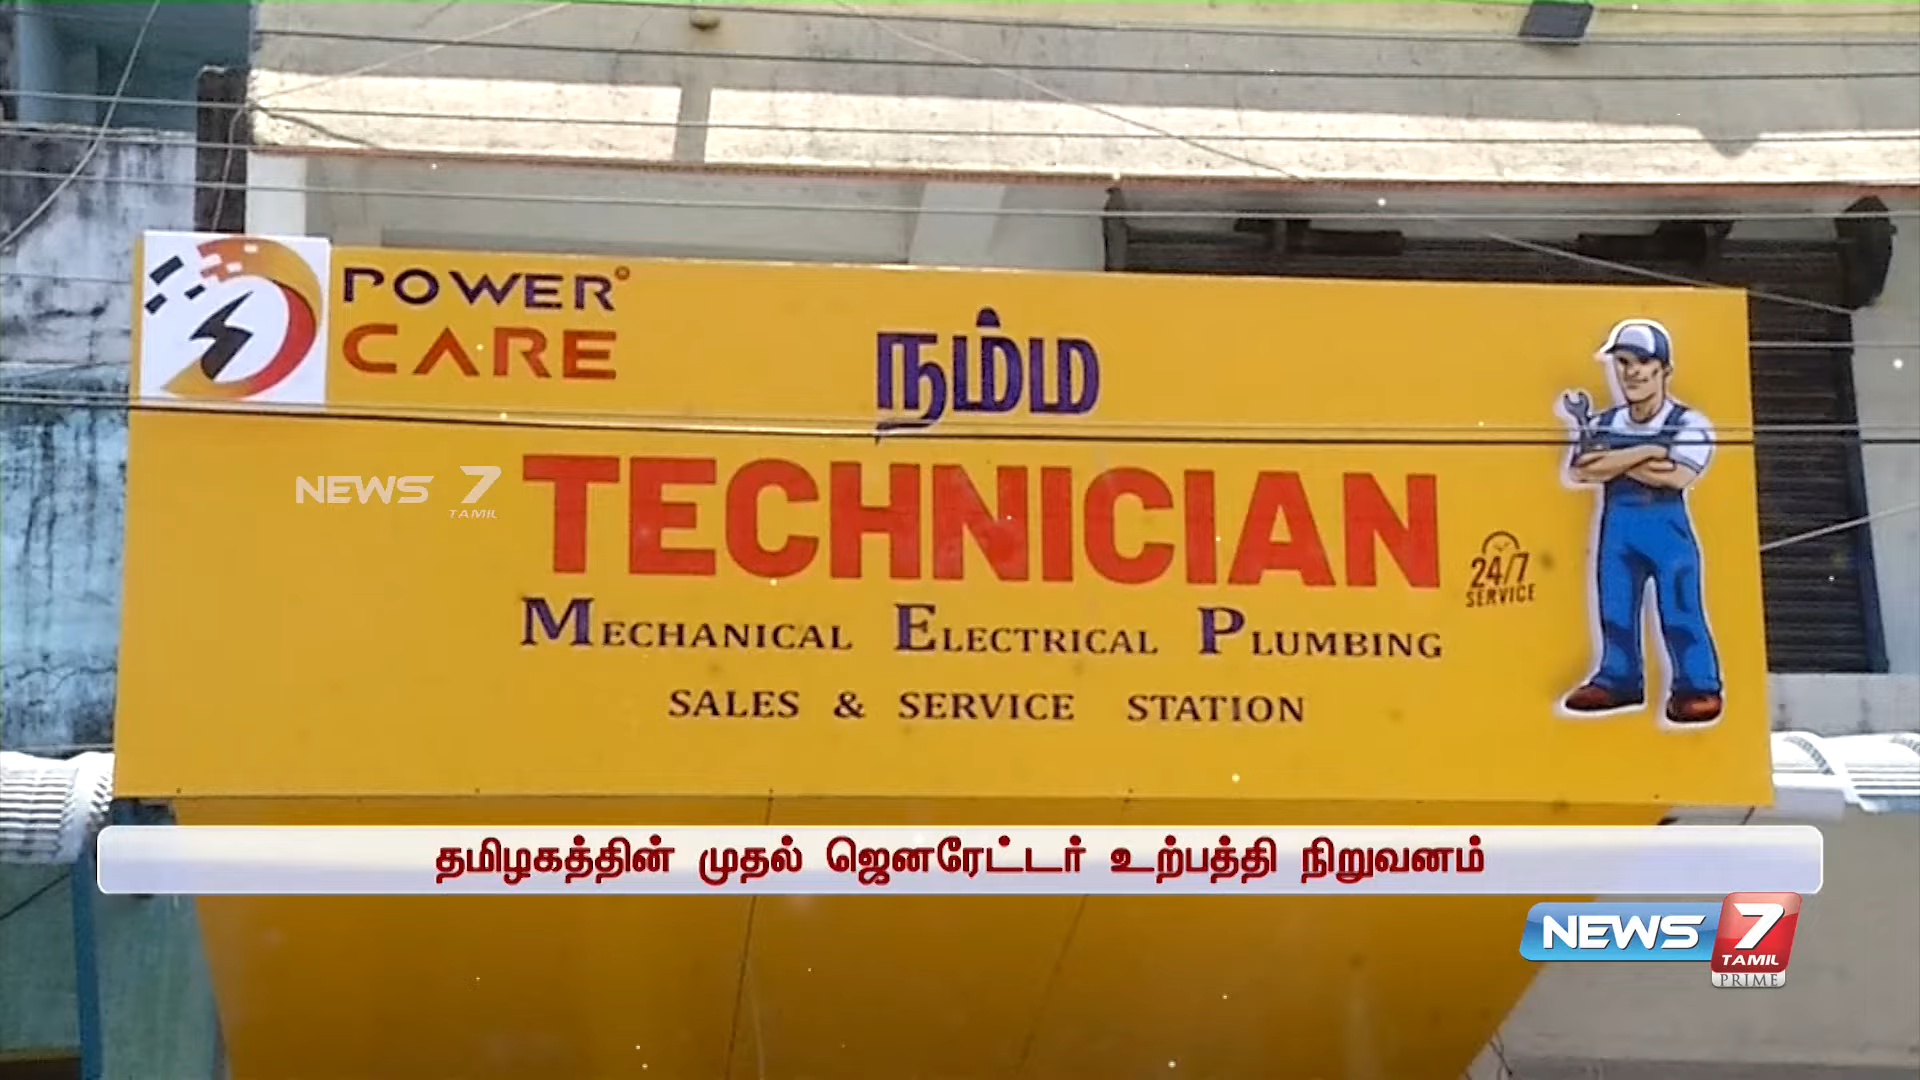 POWER
CARE
நம்ம
TECHNICIAN
NEWS 7
TAMIL
24/7
SERVICE
MECHANICAL ELECTRICAL PLUMBING
SALES & SERVICE STATION
தமிழகத்தின் முதல் ஜெனரேட்டர் உற்பத்தி நிறுவனம்
NEWS 7
TAMIL
PRIME